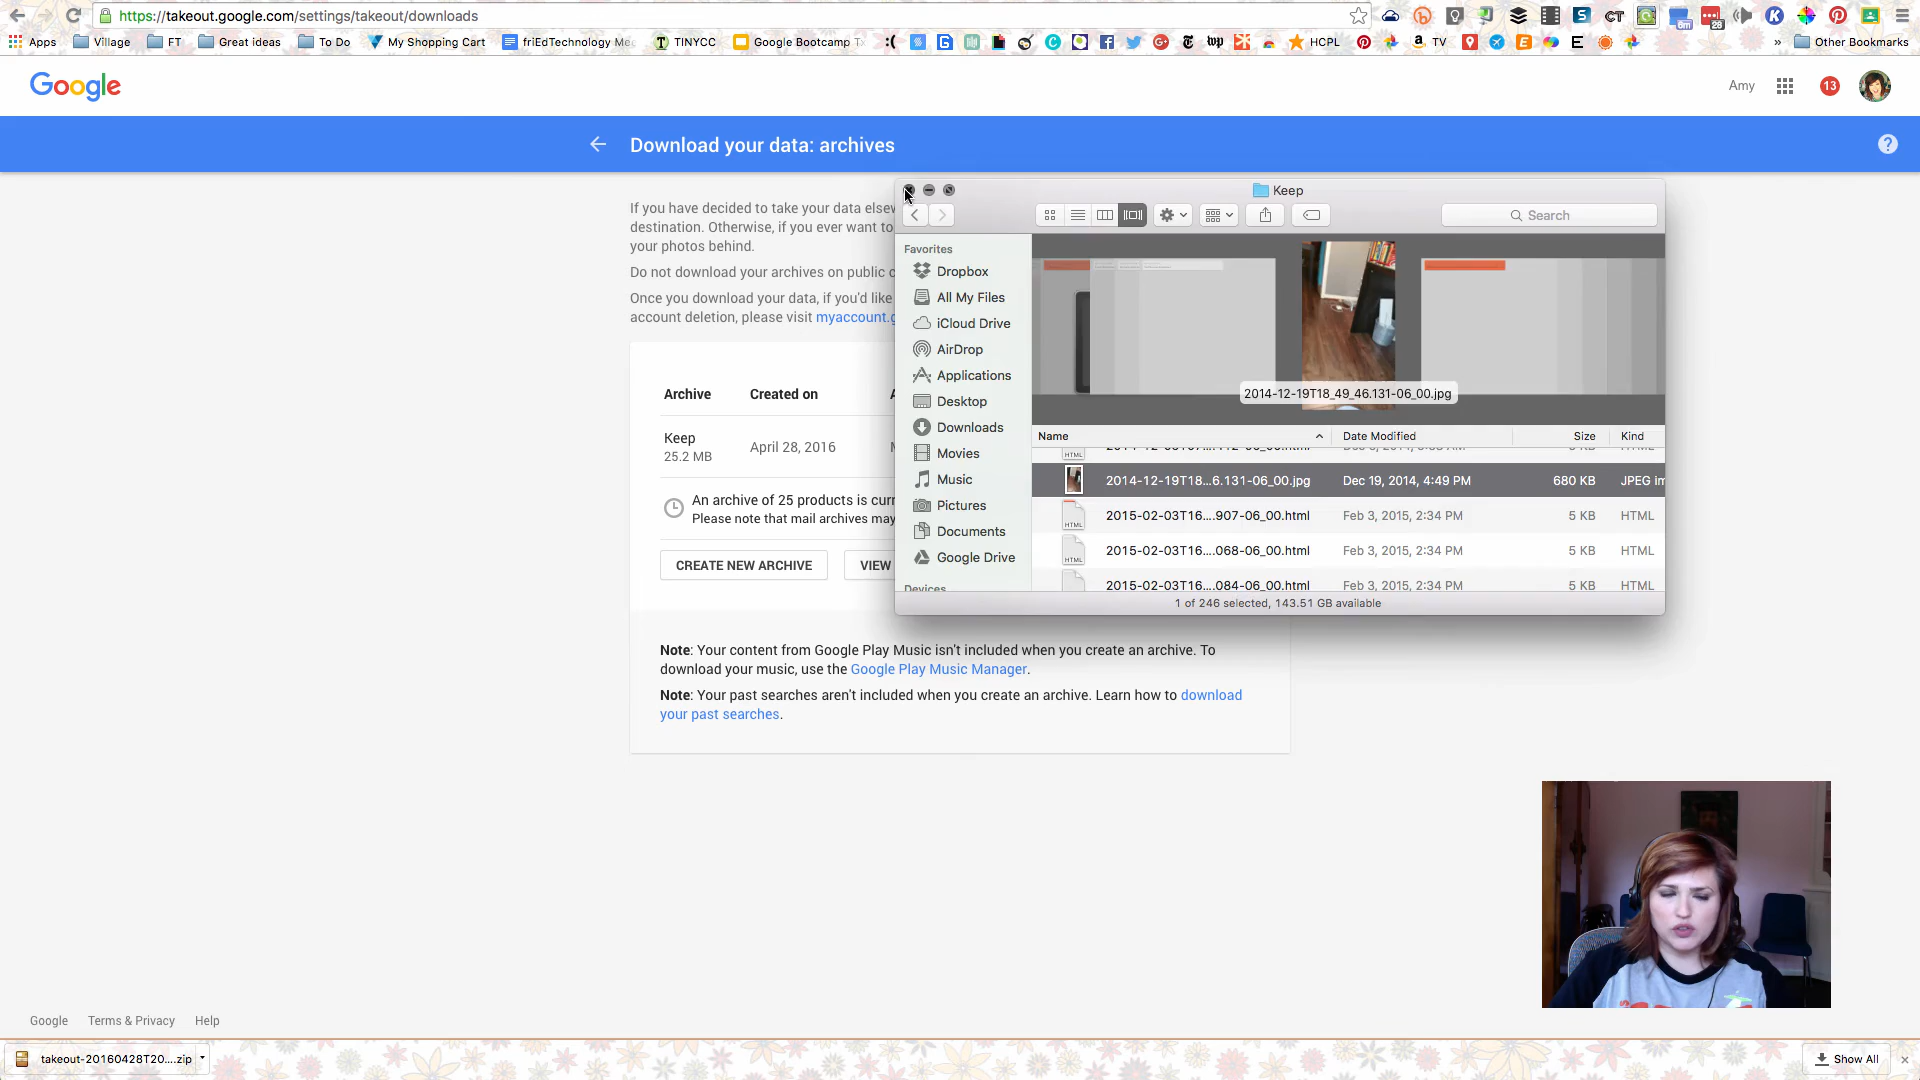 https://takeout.google.com/settings/takeout/downloads
Apps Village FT Great ideas To Do My Shopping Cart friEdTechnology TINYCC Google Bootcamp HCPL TV » Other Bookmarks
Google
Amy 13
Download your data: archives
If you have decided to take your data
destination. Otherwise, if you ever want to
your photos behind.
Do not download your archives on public
Once you download your data, if you'd like
account deletion, please visit
Archive Created on
Keep
25.2 MB
April 28, 2016
An archive of 25 products is
Please note that mail archives may
CREATE NEW ARCHIVE VIEW
Note: Your content from Google Play Music isn't included when you create an archive. To
download your music, use the Google Play Music Manager.
Note: Your past searches aren't included when you create an archive. Learn how to download
your past searches.
Keep
Search
Favorites
Dropbox
All My Files
iCloud Drive
AirDrop
Applications
Desktop
Downloads
Movies
Music
Pictures
Documents
Google Drive
Devices
2014-12-19T18_49_46.131-06_00.jpg
Name Date Modified Size Kind
2014-12-19T18...6.131-06_00.jpg Dec 19, 2014, 4:49 PM 680 KB JPEG im
2015-02-03T16....907-06_00.html Feb 3, 2015, 2:34 PM 5 KB HTML
2015-02-03T16....068-06_00.html Feb 3, 2015, 2:34 PM 5 KB HTML
2015-02-03T16....084-06_00.html Feb 3, 2015, 2:34 PM 5 KB HTML
1 of 246 selected, 143.51 GB available
Google Terms & Privacy Help
takeout-20160428T20....zip
Show All